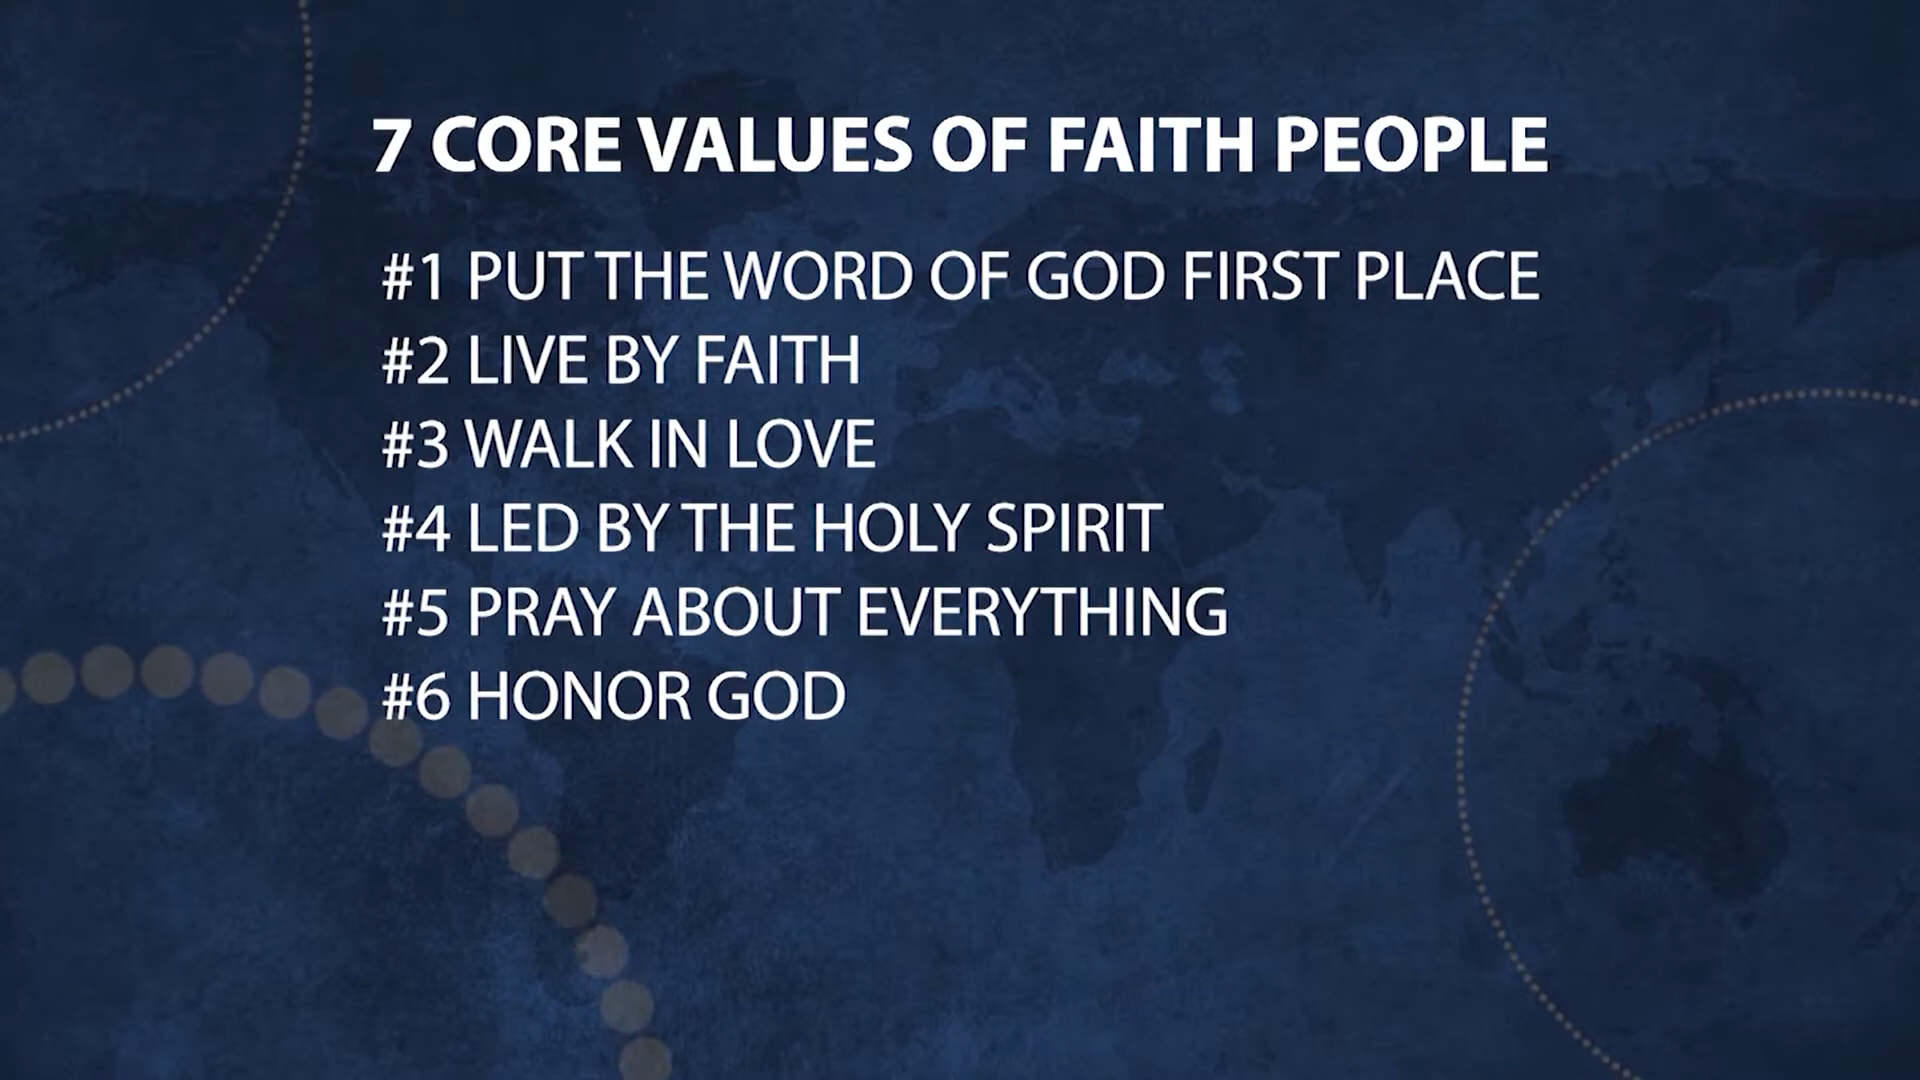 7 CORE VALUES OF FAITH PEOPLE
#1 PUT THE WORD OF GOD FIRST PLACE
#2 LIVE BY FAITH
#3 WALK IN LOVE
#4 LED BY THE HOLY SPIRIT
#5 PRAY ABOUT EVERYTHING
#6 HONOR GOD